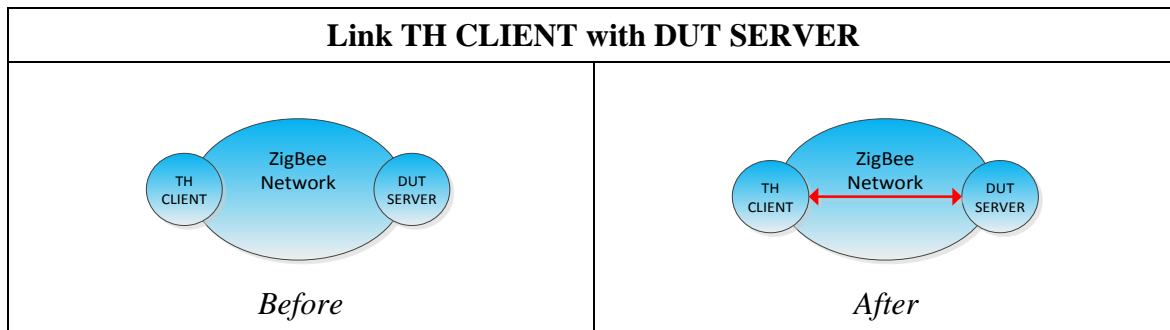 Link TH CLIENT with DUT SERVER
ZigBee
Network
TH
CLIENT
DUT
SERVER
Before
ZigBee
Network
TH
CLIENT
DUT
SERVER
After